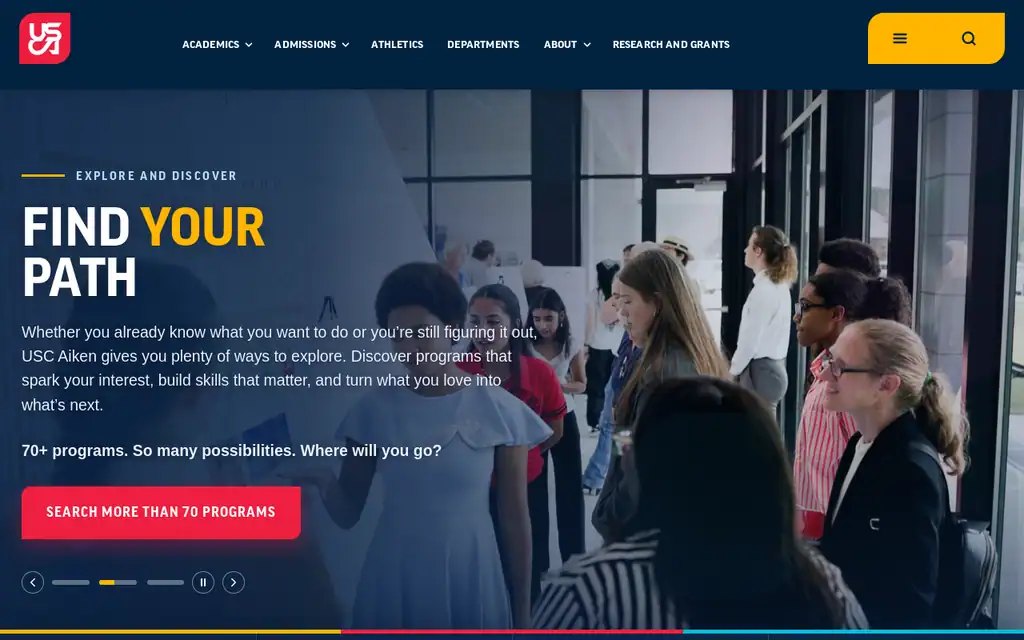 USCA
ACADEMICS
ADMISSIONS
ATHLETICS
DEPARTMENTS
ABOUT
RESEARCH AND GRANTS
EXPLORE AND DISCOVER
FIND YOUR
PATH
Whether you already know what you want to do or you’re still figuring it out,
USC Aiken gives you plenty of ways to explore. Discover programs that
spark your interest, build skills that matter, and turn what you love into
what’s next.
70+ programs. So many possibilities. Where will you go?
SEARCH MORE THAN 70 PROGRAMS